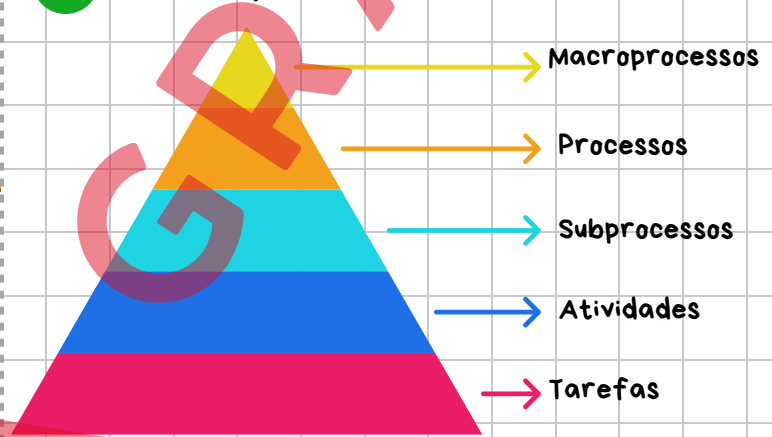 Macroprocessos
Processos
Subprocessos
Atividades
Tarefas